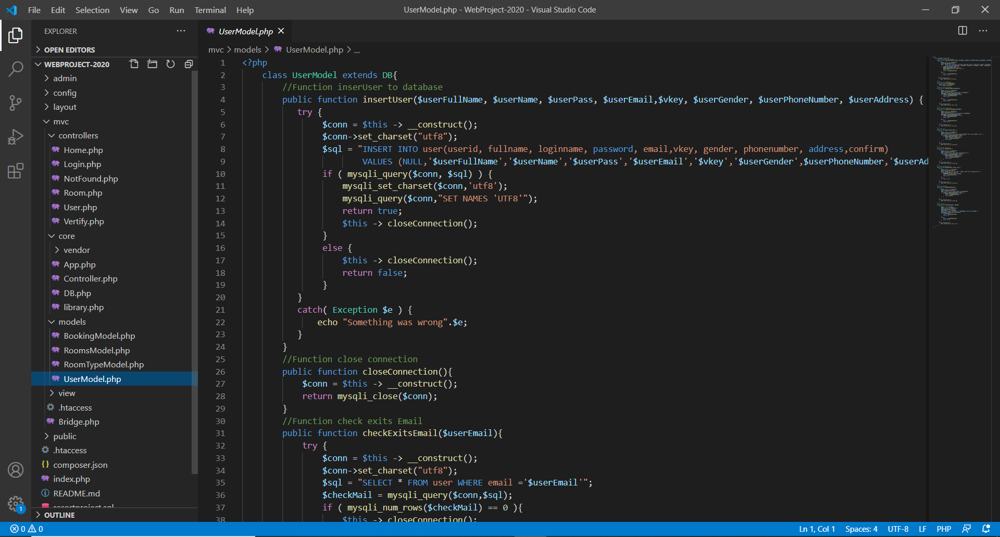 File Edit Selection View Go Run Terminal Help
UserModel.php - WebProject-2020 - Visual Studio Code
EXPLORER
OPEN EDITORS
WEBPROJECT-2020
admin
config
layout
mvc
controllers
Home.php
Login.php
NotFound.php
Room.php
User.php
Vertify.php
core
vendor
App.php
Controller.php
DB.php
library.php
models
BookingModel.php
RoomsModel.php
RoomTypeModel.php
UserModel.php
view
.htaccess
Bridge.php
public
.htaccess
composer.json
index.php
README.md
resortproject.sql
OUTLINE
1
UserModel.php
mvc > models > UserModel.php > ...
1 <?php
2 class UserModel extends DB{
3 //Function inserUser to database
4 public function insertUser($userFullName, $userName, $userPass, $userEmail,$vkey, $userGender, $userPhoneNumber, $userAddress) {
5 try {
6 $conn = $this -> __construct();
7 $conn->set_charset("utf8");
8 $sql = "INSERT INTO user(userid, fullname, loginname, password, email,vkey, gender, phonenumber, address,confirm)
9 VALUES (NULL,'$userFullName','$userName','$userPass','$userEmail','$vkey','$userGender',$userPhoneNumber,'$userAd
10 if ( mysqli_query($conn, $sql) ) {
11 mysqli_set_charset($conn,'utf8');
12 mysqli_query($conn,"SET NAMES 'UTF8'");
13 return true;
14 $this -> closeConnection();
15 }
16 else {
17 $this -> closeConnection();
18 return false;
19 }
20 }
21 catch( Exception $e ) {
22 echo "Something was wrong".$e;
23 }
24 }
25 //Function close connection
26 public function closeConnection(){
27 $conn = $this -> __construct();
28 return mysqli_close($conn);
29 }
30 //Function check exits Email
31 public function checkExitsEmail($userEmail){
32 try {
33 $conn = $this -> __construct();
34 $conn->set_charset("utf8");
35 $sql = "SELECT * FROM user WHERE email ='$userEmail'";
36 $checkMail = mysqli_query($conn,$sql);
37 if ( mysqli_num_rows($checkMail) == 0 ){
38 $this -> closeConnection();
0 0
Ln 1, Col 1 Spaces: 4 UTF-8 LF PHP